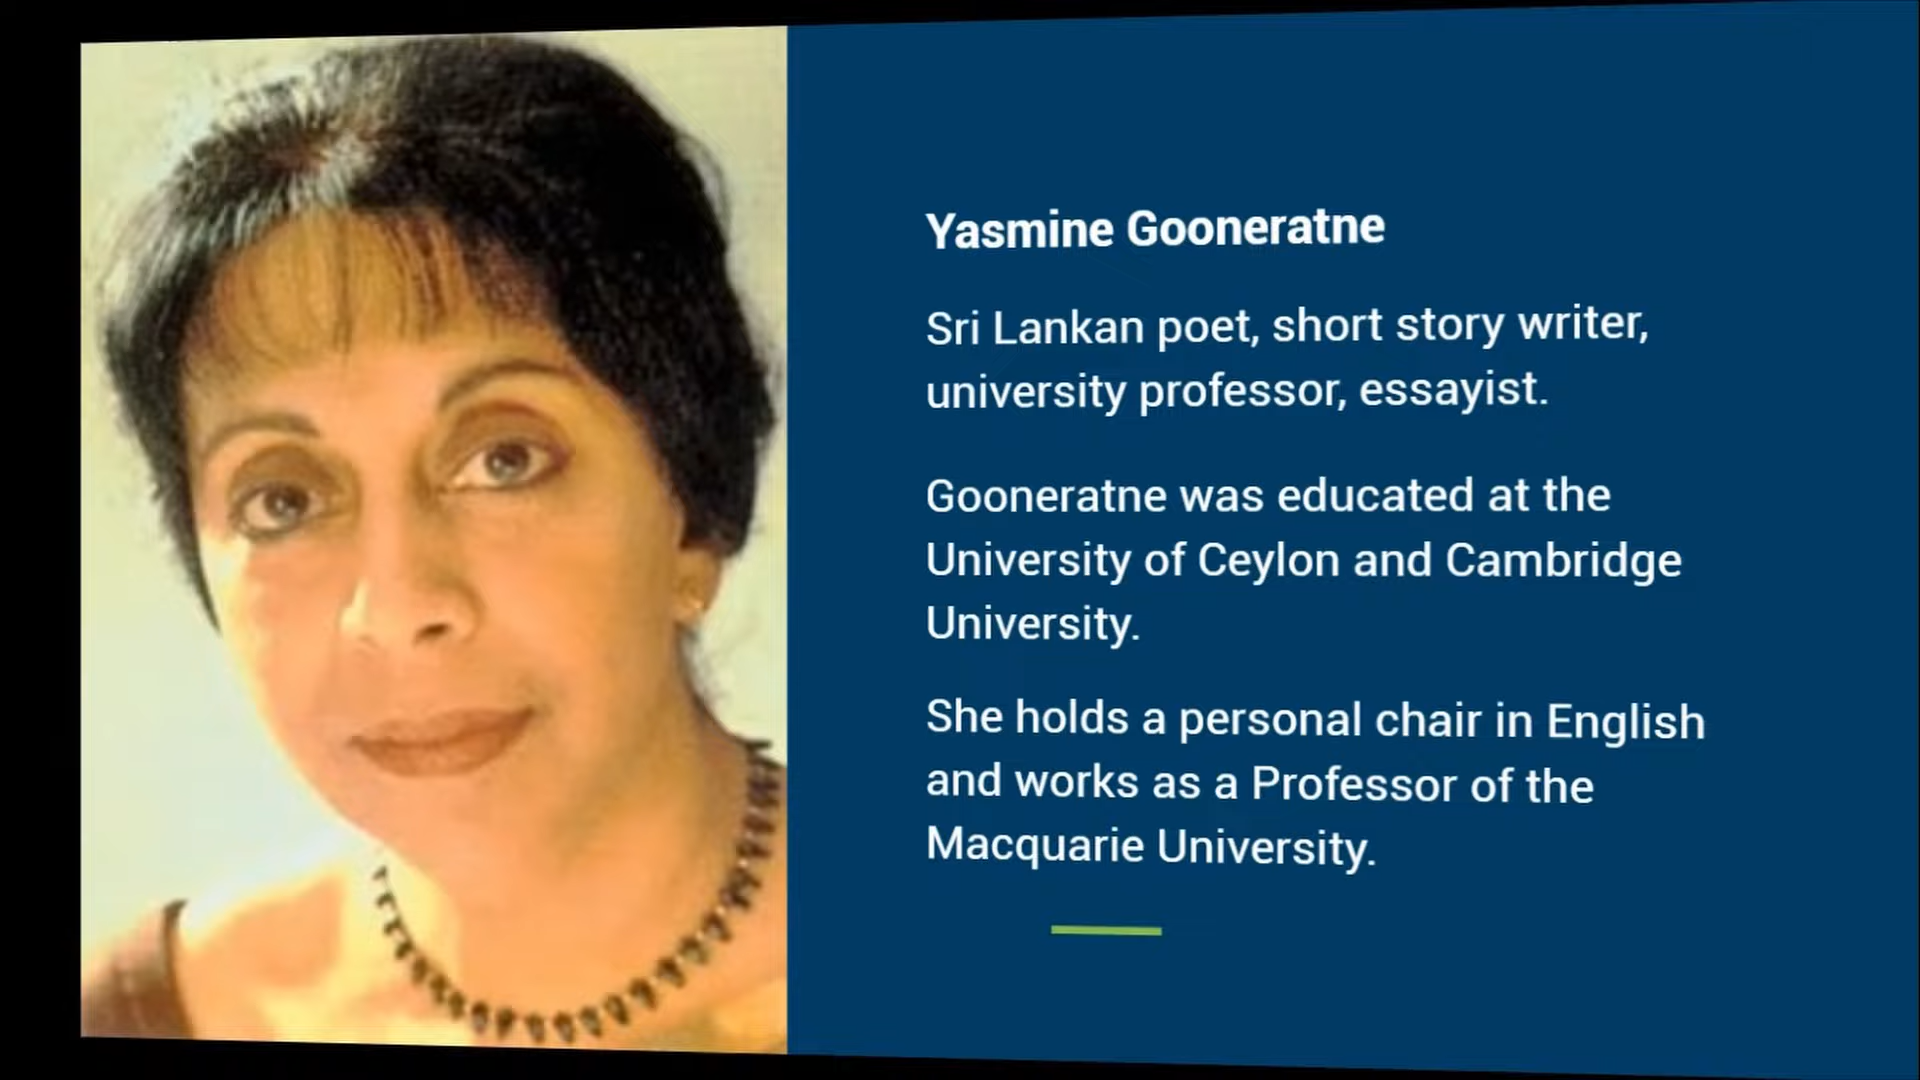 Yasmine Gooneratne
Sri Lankan poet, short story writer,
university professor, essayist.
Gooneratne was educated at the
University of Ceylon and Cambridge
University.
She holds a personal chair in English
and works as a Professor of the
Macquarie University.